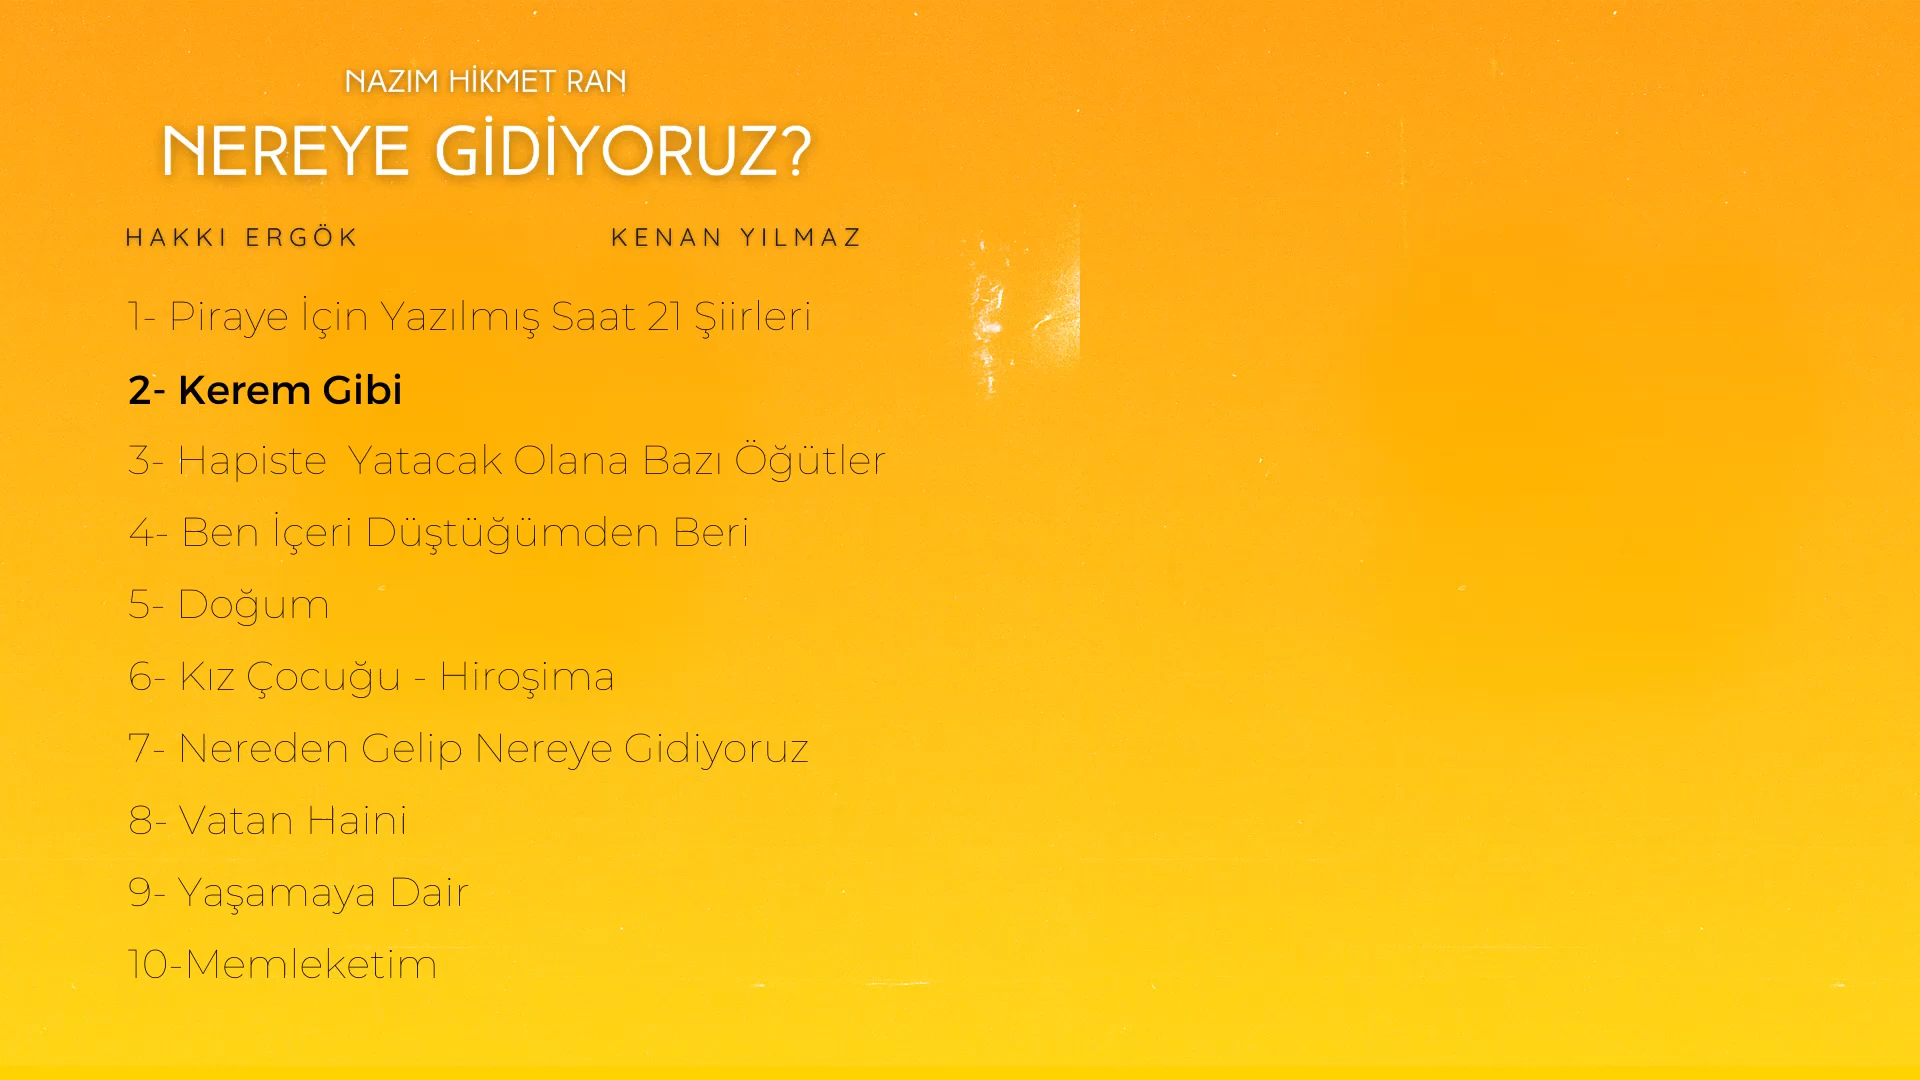 NAZIM HİKMET RAN
NEREYE GİDİYORUZ?
HAKKI ERGÖK KENAN YILMAZ
1- Piraye İçin Yazılmış Saat 21 Şiirleri
2- Kerem Gibi
3- Hapiste  Yatacak Olana Bazı Öğütler
4- Ben İçeri Düştüğümden Beri
5- Doğum
6- Kız Çocuğu - Hiroşima
7- Nereden Gelip Nereye Gidiyoruz
8- Vatan Haini
9- Yaşamaya Dair
10-Memleketim